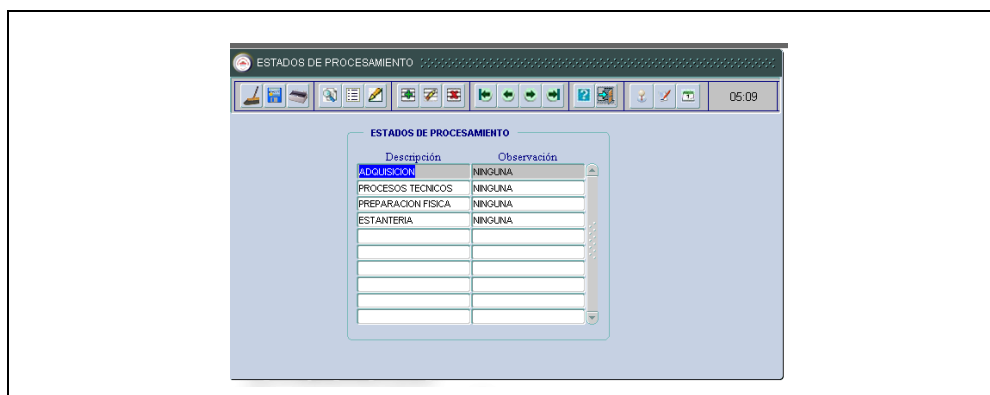 ESTADOS DE PROCESAMIENTO
05:09
ESTADOS DE PROCESAMIENTO
Descripción Observación
ADQUISICION NINGUNA
PROCESOS TECNICOS NINGUNA
PREPARACION FISICA NINGUNA
ESTANTERIA NINGUNA